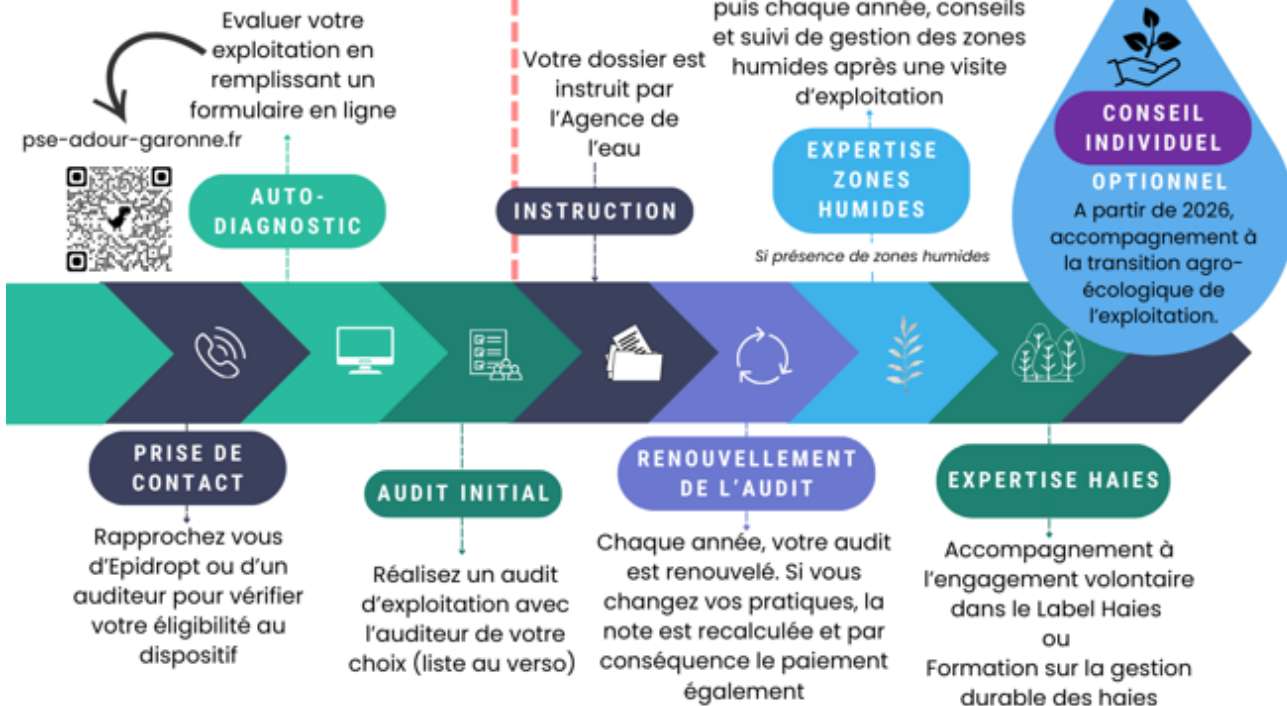 Evaluer votre
exploitation en
remplissant un
formulaire en ligne
pse-adour-garonne.fr
AUTO-
DIAGNOSTIC
Votre dossier est
instruit par
l'Agence de
l'eau
INSTRUCTION
puis chaque année, conseils
et suivi de gestion des zones
humides après une visite
d'exploitation
EXPERTISE
ZONES
HUMIDES
Si présence de zones humides
CONSEIL
INDIVIDUEL
OPTIONNEL
A partir de 2026,
accompagnement à
la transition agro-
écologique de
l'exploitation.
PRISE DE
CONTACT
Rapprochez vous
d'Epidropt ou d'un
auditeur pour vérifier
votre éligibilité au
dispositif
AUDIT INITIAL
Réalisez un audit
d'exploitation avec
l'auditeur de votre
choix (liste au verso)
RENOUVELLEMENT
DE L'AUDIT
Chaque année, votre audit
est renouvelé. Si vous
changez vos pratiques, la
note est recalculée et par
conséquence le paiement
également
EXPERTISE HAIES
Accompagnement à
l'engagement volontaire
dans le Label Haies
ou
Formation sur la gestion
durable des haies